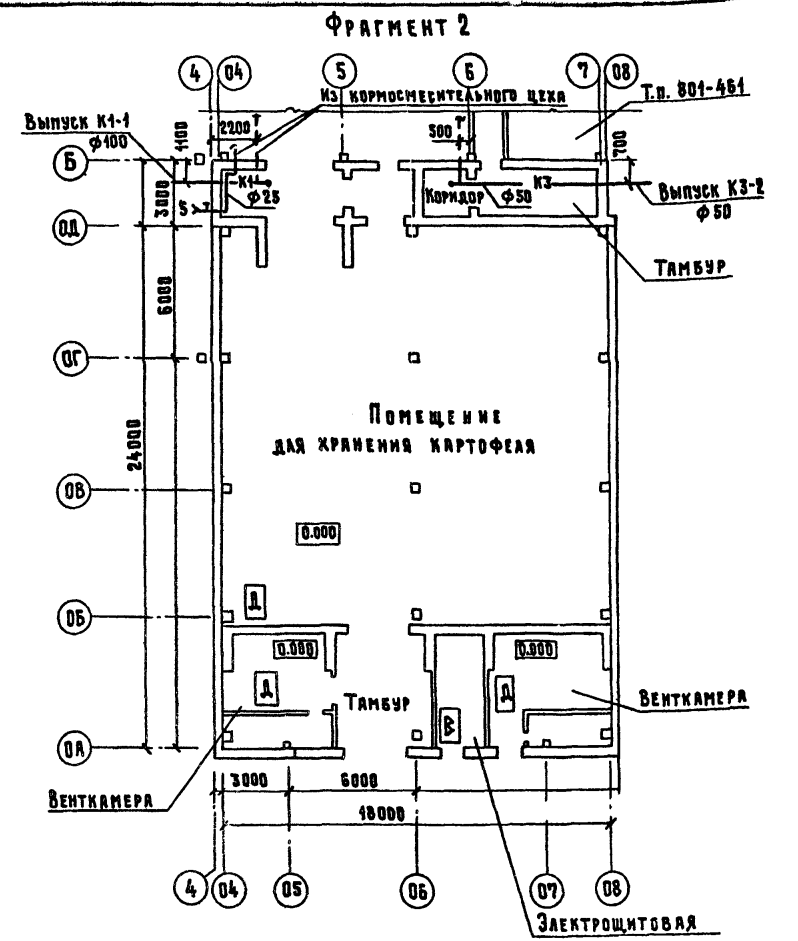 Фрагмент 2
4 04 5 6 7 08
Из кормосмесительного цеха
Т.п. 801-461
Выпуск К1-1
ф100
1100
2200
Т
500
Т
700
Б
3000
К1
ф25
Коридор
ф50
К3
Выпуск К3-2
ф50
0Д
Тамбур
6000
0Г
24000
Помещение
для хранения картофеля
0В
0.000
Д
0Б
0.000
0.000
Д
Д
Тамбур
В
Венткамера
0А
3000
6000
Венткамера
18000
4 04 05 06 07 08
Электрощитовая